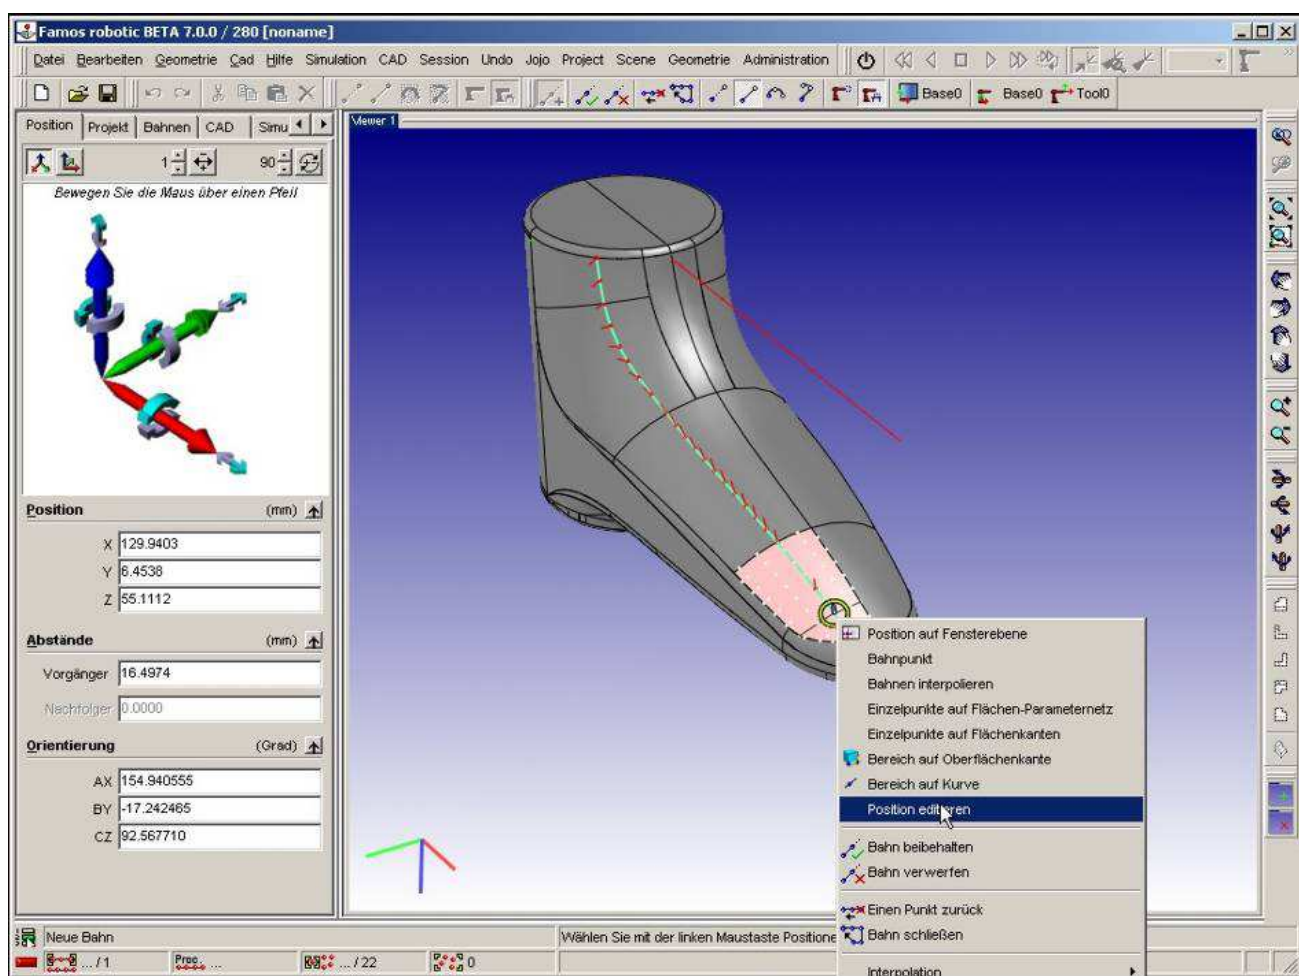 Famos robotic BETA 7.0.0 / 280 [noname]
Datei Bearbeiten Geometrie Cad Hilfe Simulation CAD Session Undo Jojo Project Scene Geometrie Administration
Base0 Base0 Tool0
Position Projekt Bahnen CAD Simu
Viewer 1
1 90
Bewegen Sie die Maus über einen Pfeil
Position (mm)
X 129.9403
Y 6.4538
Z 55.1112
Abstände (mm)
Vorgänger 16.4974
Nachfolger 0.0000
Orientierung (Grad)
AX 154.940555
BY -17.242465
CZ 92.567710
Position auf Fensterebene
Bahnpunkt
Bahnen interpolieren
Einzelpunkte auf Flächen-Parameternetz
Einzelpunkte auf Flächenkanten
Bereich auf Oberflächenkante
Bereich auf Kurve
Position editieren
Bahn beibehalten
Bahn verwerfen
Einen Punkt zurück
Bahn schließen
Interpolation
Neue Bahn Wählen Sie mit der linken Maustaste Positione
.../1 Proc. ... .../22 0